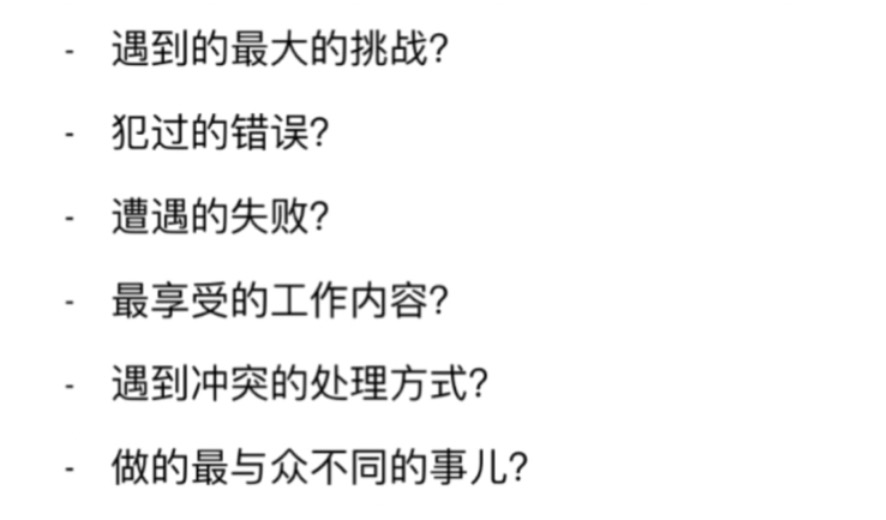 - 遇到的最大的挑战?
- 犯过的错误?
- 遭遇的失败?
- 最享受的工作内容?
- 遇到冲突的处理方式?
- 做的最与众不同的事儿?